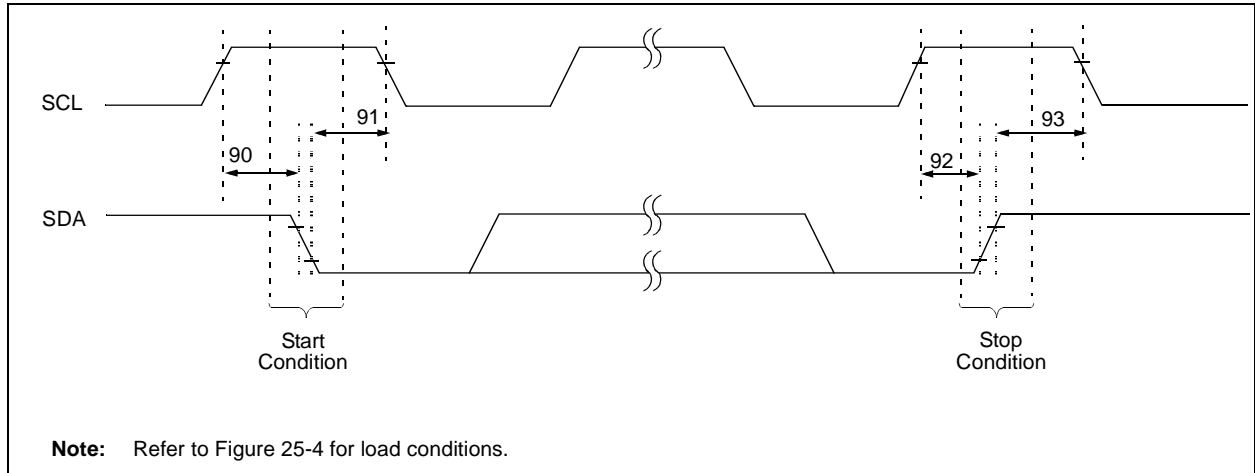 SCL
91
93
90
92
SDA
Start
Condition
Stop
Condition
Note: Refer to Figure 25-4 for load conditions.